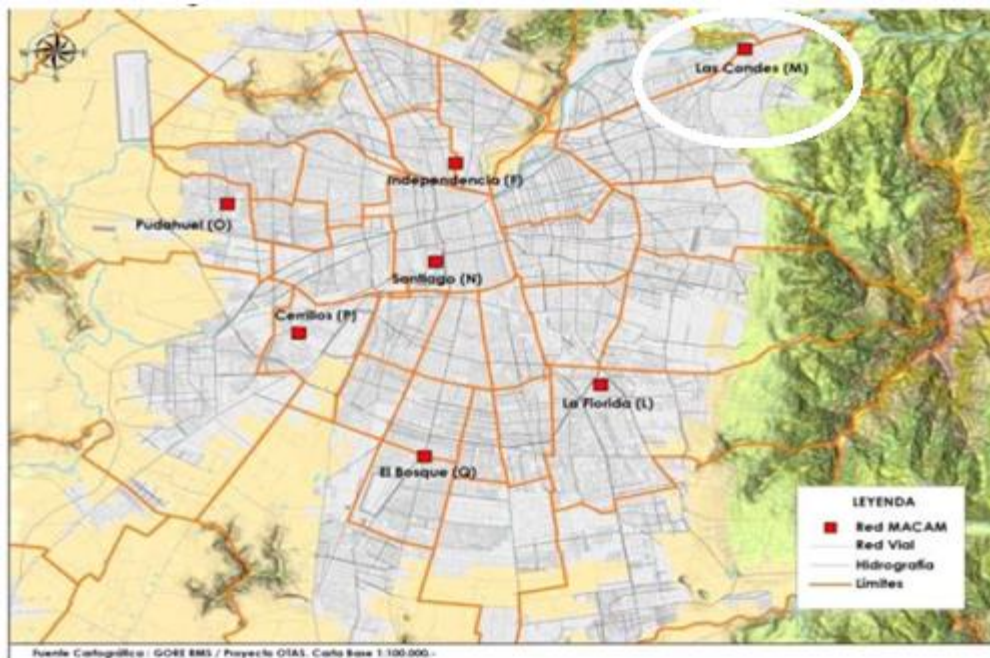 Las Condes (M)
Independencia (F)
Pudahuel (O)
Santiago (N)
Cerrillos (P)
La Florida (L)
El Bosque (Q)
LEYENDA
Red MACAM
Red Vial
Hidrografía
Límites
Fuente Cartográfica : GORE RMS / Proyecto OTAS. Carta Base 1:100.000.-